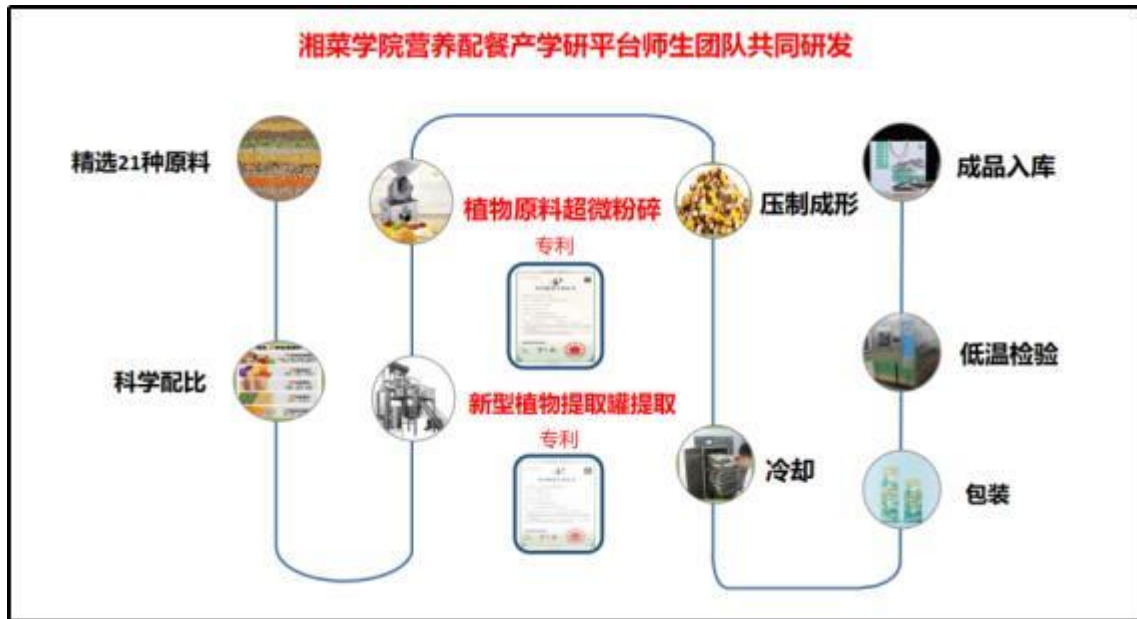 湘菜学院营养配餐产学研平台师生团队共同研发
精选21种原料
科学配比
新型植物提取罐提取
专利
植物原料超微粉碎
专利
压制成形
冷却
包装
低温检验
成品入库